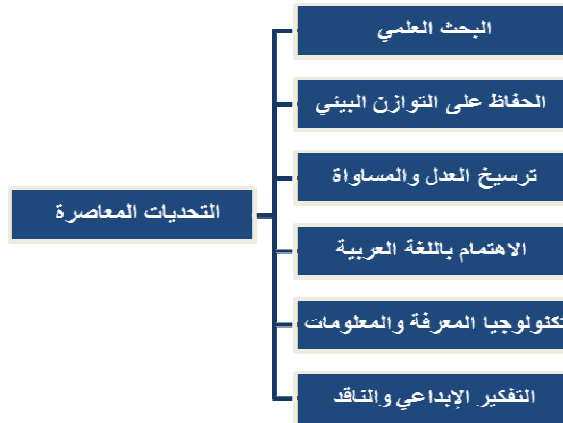 التحديات المعاصرة
البحث العلمي
الحفاظ على التوازن البيئي
ترسيخ العدل والمساواة
الاهتمام باللغة العربية
تكنولوجيا المعرفة والمعلومات
التفكير الإبداعي والناقد